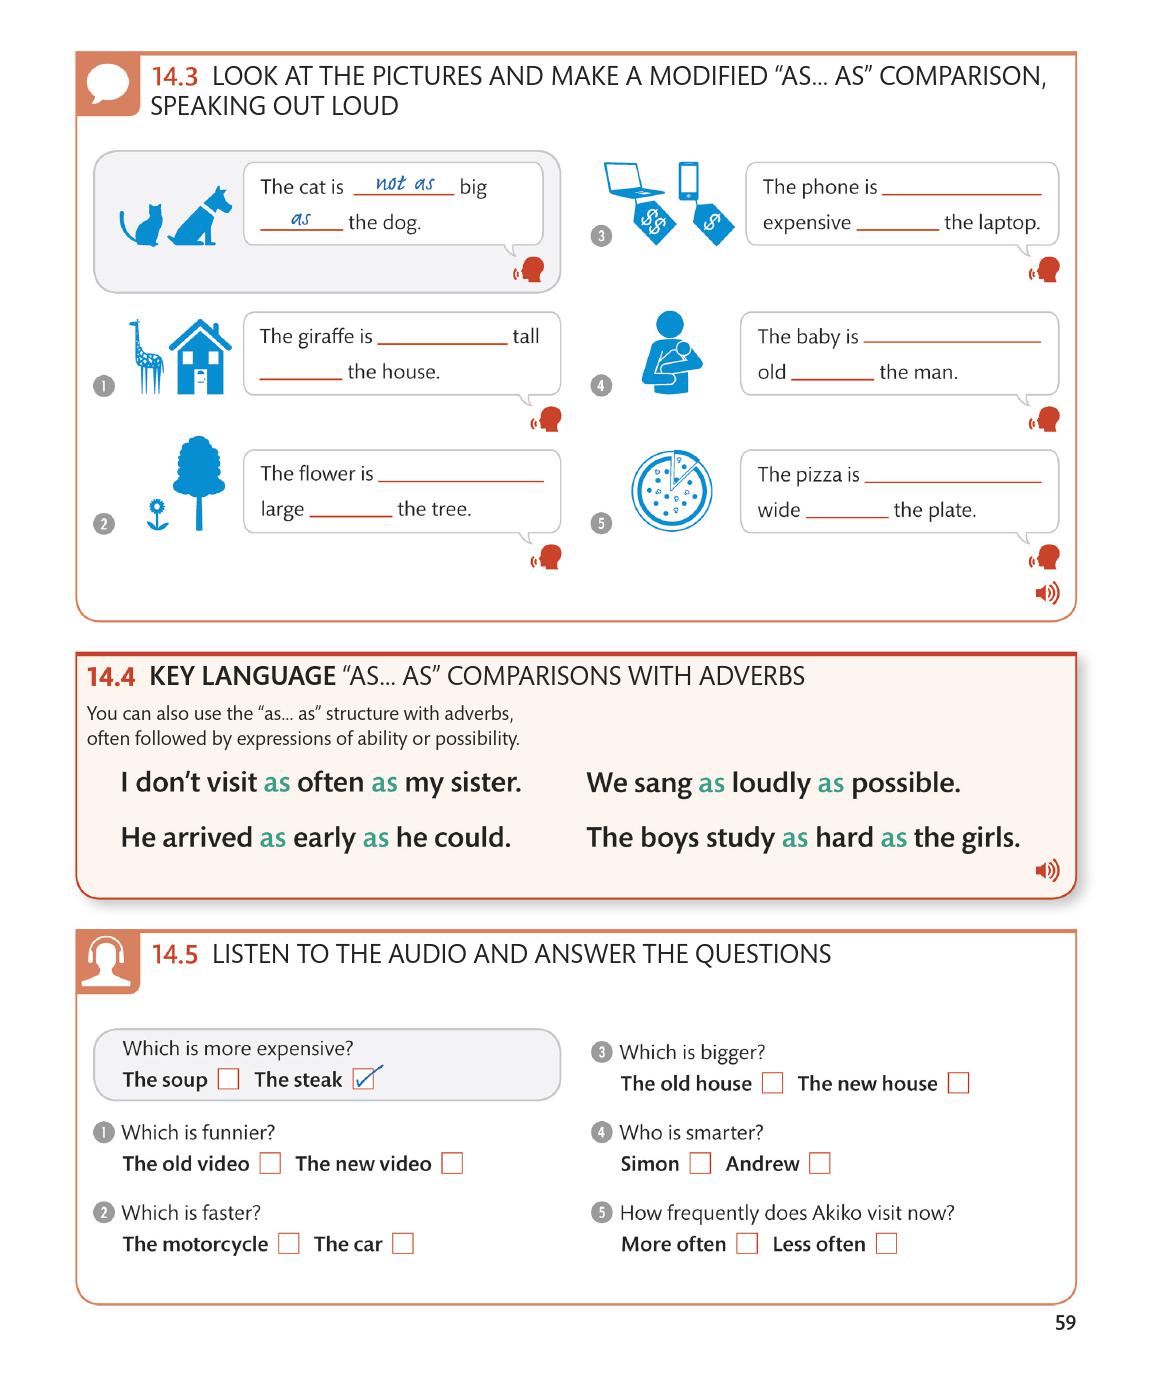 14.3 LOOK AT THE PICTURES AND MAKE A MODIFIED “AS... AS” COMPARISON,
SPEAKING OUT LOUD
The cat is not as big
as the dog.
1
The giraffe is ____________ tall
________ the house.
2
The flower is ________________
large ________ the tree.
3
$$ $
The phone is ________________
expensive ________ the laptop.
4
The baby is ________________
old ________ the man.
5
The pizza is ________________
wide ________ the plate.
14.4 KEY LANGUAGE “AS... AS” COMPARISONS WITH ADVERBS
You can also use the “as... as” structure with adverbs,
often followed by expressions of ability or possibility.
I don’t visit as often as my sister.
We sang as loudly as possible.
He arrived as early as he could.
The boys study as hard as the girls.
14.5 LISTEN TO THE AUDIO AND ANSWER THE QUESTIONS
Which is more expensive?
The soup The steak ✓
1 Which is funnier?
The old video The new video
2 Which is faster?
The motorcycle The car
3 Which is bigger?
The old house The new house
4 Who is smarter?
Simon Andrew
5 How frequently does Akiko visit now?
More often Less often
59